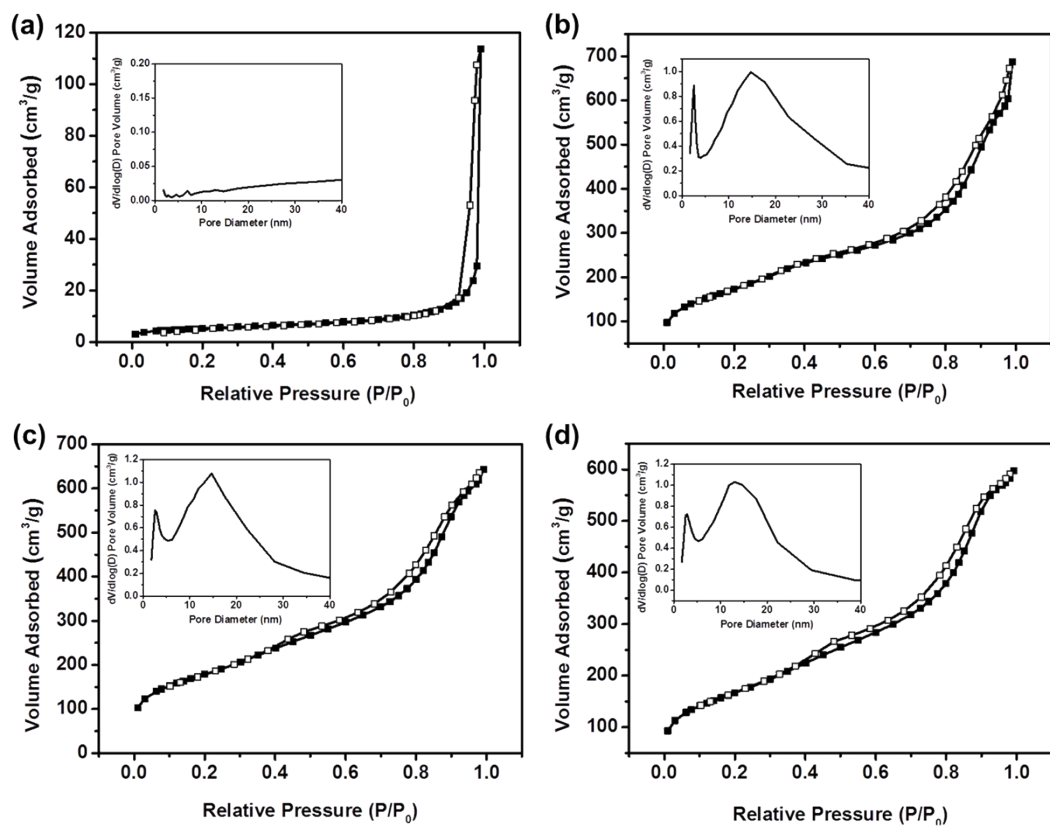 (a)
Volume Adsorbed (cm³/g)
120
100
80
60
40
20
0
0.0 0.2 0.4 0.6 0.8 1.0
Relative Pressure (P/P₀)
dV/dlog(D) Pore Volume (cm³/g)
0.20
0.15
0.10
0.05
0.00
0 10 20 30 40
Pore Diameter (nm)
(b)
Volume Adsorbed (cm³/g)
700
600
500
400
300
200
100
0.0 0.2 0.4 0.6 0.8 1.0
Relative Pressure (P/P₀)
dV/dlog(D) Pore Volume (cm³/g)
1.0
0.8
0.6
0.4
0.2
0.0
0 10 20 30 40
Pore Diameter (nm)
(c)
Volume Adsorbed (cm³/g)
700
600
500
400
300
200
100
0
0.0 0.2 0.4 0.6 0.8 1.0
Relative Pressure (P/P₀)
dV/dlog(D) Pore Volume (cm³/g)
1.2
1.0
0.8
0.6
0.4
0.2
0.0
0 10 20 30 40
Pore Diameter (nm)
(d)
Volume Adsorbed (cm³/g)
600
500
400
300
200
100
0.0 0.2 0.4 0.6 0.8 1.0
Relative Pressure (P/P₀)
dV/dlog(D) Pore Volume (cm³/g)
1.2
1.0
0.8
0.6
0.4
0.2
0.0
0 10 20 30 40
Pore Diameter (nm)